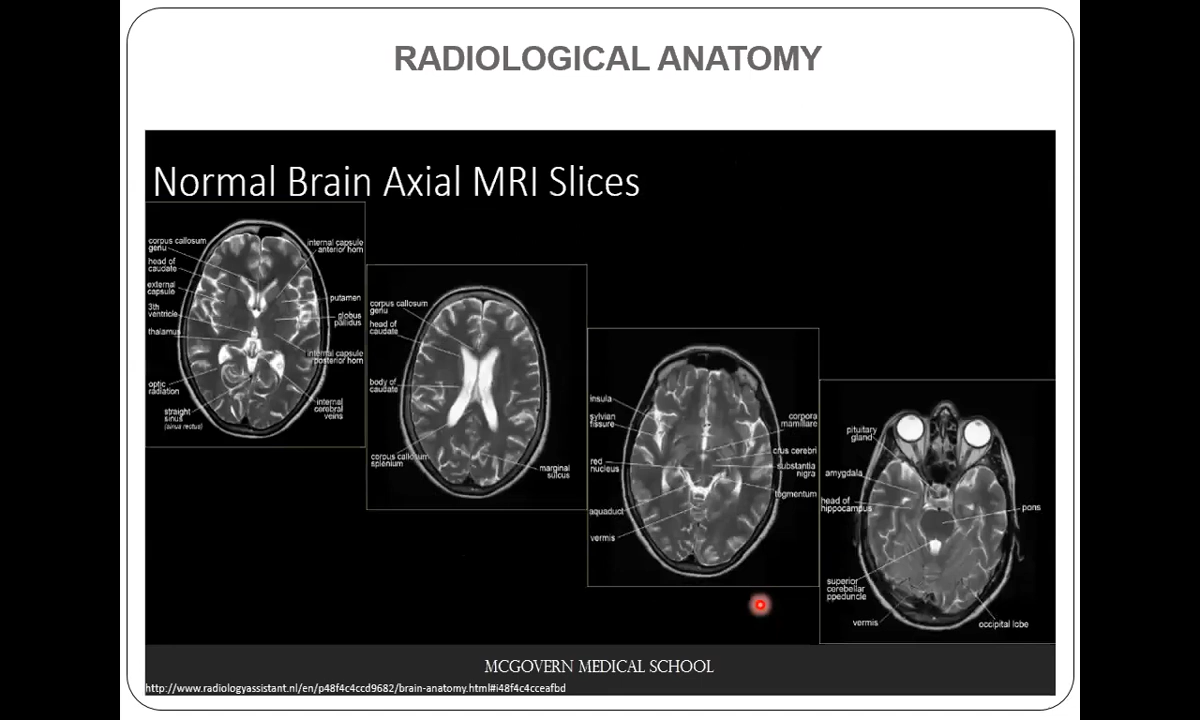 RADIOLOGICAL ANATOMY
Normal Brain Axial MRI Slices
corpus callosum
genu
head of
caudate
external
capsule
3th
ventricle
thalamus
optic
radiation
straight
sinus
(sinus rectus)
internal capsule
anterior horn
putamen
globus
pallidus
internal capsule
posterior horn
internal
cerebral
veins
corpus callosum
genu
head of
caudate
body of
caudate
corpus callosum
splenium
marginal
sulcus
insula
sylvian
fissure
red
nucleus
aquaduct
vermis
corpora
mamillare
crus cerebri
substantia
nigra
tegmentum
pituitary
gland
amygdala
head of
hippocampus
superior
cerebellar
ppeduncle
vermis
pons
occipital lobe
MCGOVERN MEDICAL SCHOOL
http://www.radiologyassistant.nl/en/p48f4c4ccd9682/brain-anatomy.html#i48f4c4cceafbd